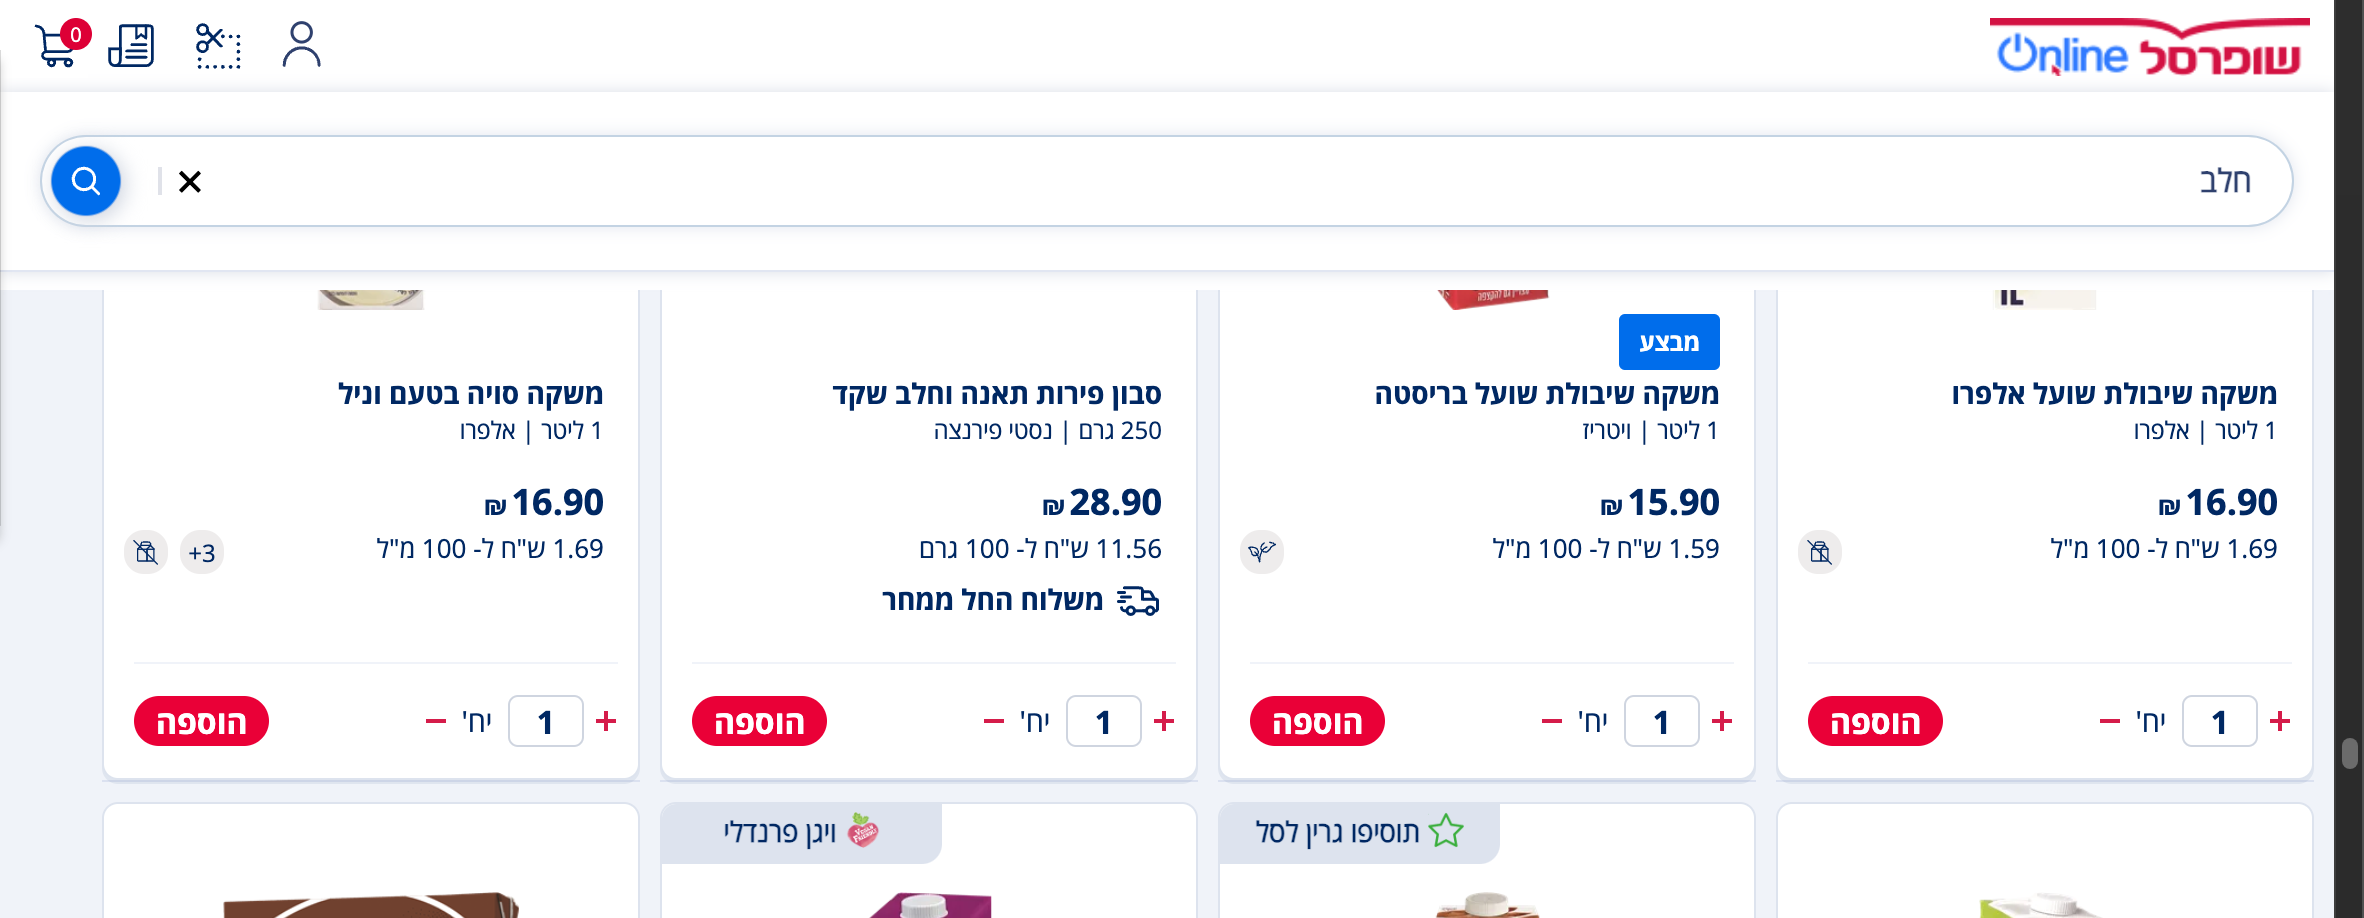 שופרסל Online
0
חלב
1L
מבצע
משקה שיבולת שועל אלפרו
1 ליטר | אלפרו
16.90 ₪
1.69 ש"ח ל- 100 מ"ל
+ 1 יח' −
הוספה
משקה שיבולת שועל בריסטה
1 ליטר | ויטריז
15.90 ₪
1.59 ש"ח ל- 100 מ"ל
+ 1 יח' −
הוספה
סבון פירות תאנה וחלב שקד
250 גרם | נסטי פירנצה
28.90 ₪
11.56 ש"ח ל- 100 גרם
משלוח החל ממחר
+ 1 יח' −
הוספה
משקה סויה בטעם וניל
1 ליטר | אלפרו
16.90 ₪
1.69 ש"ח ל- 100 מ"ל
+3
+ 1 יח' −
הוספה
תוסיפו גרין לסל
ויגן פרנדלי